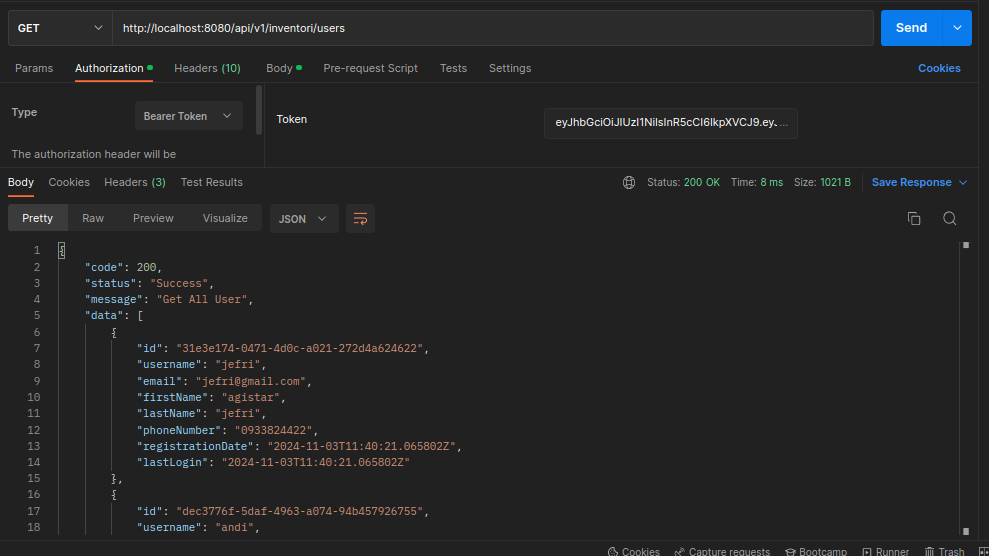 GET http://localhost:8080/api/v1/inventori/users Send
Params Authorization Headers (10) Body Pre-request Script Tests Settings Cookies
Type Bearer Token Token eyJhbGciOiJIUzI1NiIsInR5cCI6IkpXVCJ9.ey...
The authorization header will be
Body Cookies Headers (3) Test Results Status: 200 OK Time: 8 ms Size: 1021 B Save Response
Pretty Raw Preview Visualize JSON
1 {
2 "code": 200,
3 "status": "Success",
4 "message": "Get All User",
5 "data": [
6 {
7 "id": "31e3e174-0471-4d0c-a021-272d4a624622",
8 "username": "jefri",
9 "email": "jefri@gmail.com",
10 "firstName": "agistar",
11 "lastName": "jefri",
12 "phoneNumber": "0933824422",
13 "registrationDate": "2024-11-03T11:40:21.065802Z",
14 "lastLogin": "2024-11-03T11:40:21.065802Z"
15 },
16 {
17 "id": "dec3776f-5daf-4963-a074-94b457926755",
18 "username": "andi",
Cookies Capture requests Bootcamp Runner Trash